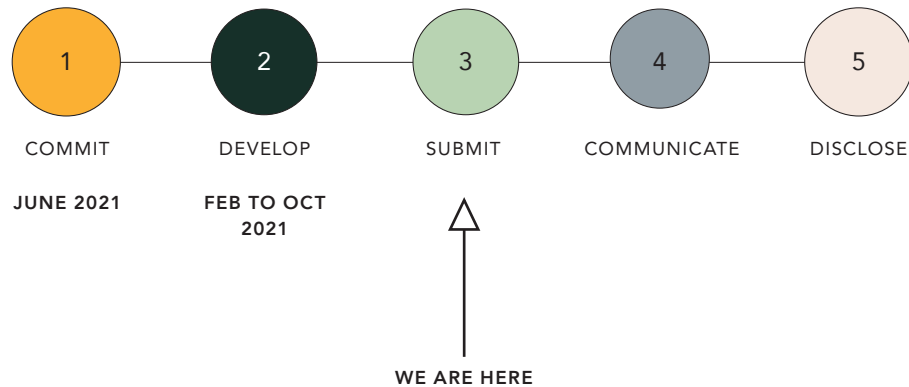 1 2 3 4 5
COMMIT DEVELOP SUBMIT COMMUNICATE DISCLOSE
JUNE 2021 FEB TO OCT
2021
WE ARE HERE